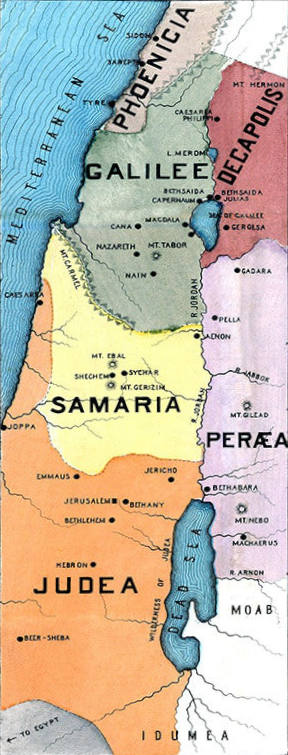 MEDITERRANEAN SEA
SIDON
PHOENICIA
SAREPTA
MT. HERMON
TYRE
CAESAREA
PHILIPPI
DECAPOLIS
L. MEROM
GALILEE
BETHSAIDA
CAPERNAUM
BETHSAIDA
JULIAS
MAGDALA
SEA OF GALILEE
CANA
GERGESA
NAZARETH
MT. TABOR
MT. CARMEL
NAIN
GADARA
CAESAREA
R. JORDAN
PELLA
AENON
MT. EBAL
SHECHEM
SYCHAR
R. JABBOK
MT. GERIZIM
SAMARIA
R. JORDAN
MT. GILEAD
JOPPA
PERÆA
EMMAUS
JERICHO
BETHABARA
JERUSALEM
BETHANY
MT. NEBO
BETHLEHEM
MACHAERUS
HEBRON
WILDERNESS OF JUDEA
DEAD SEA
R. ARNON
JUDEA
MOAB
BEER-SHEBA
← TO EGYPT
IDUMEA